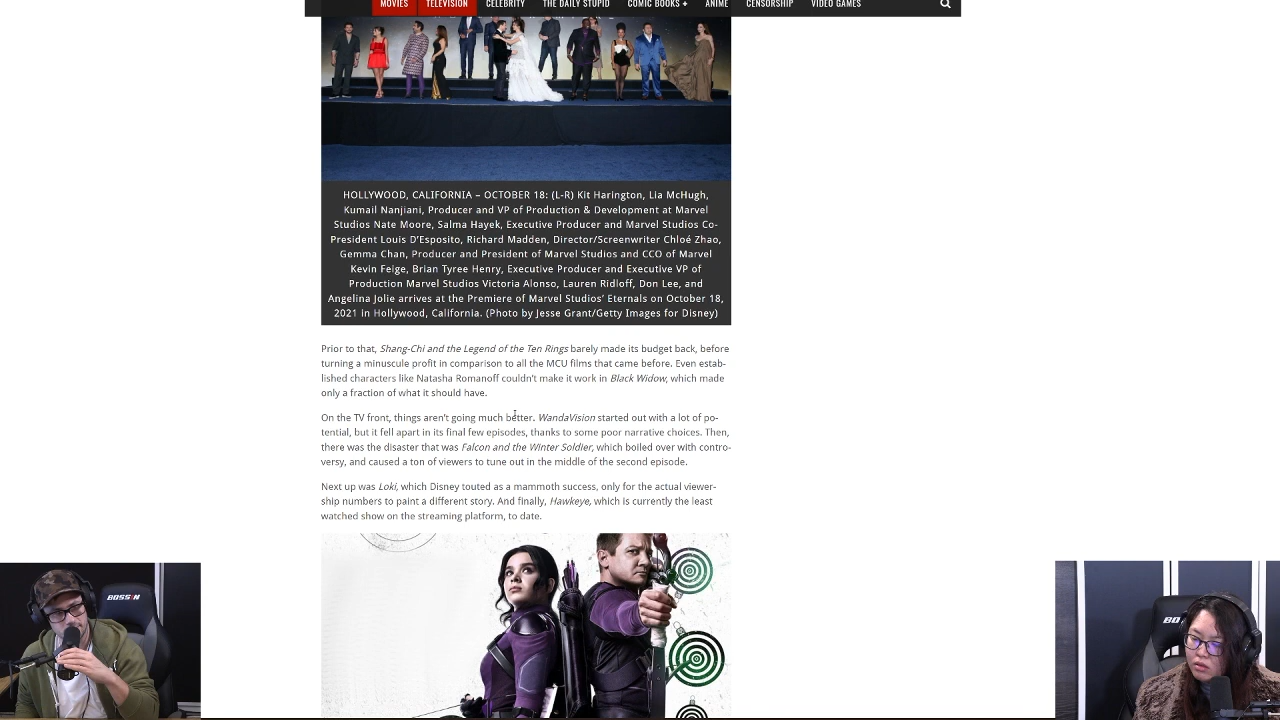 MOVIES TELEVISION CELEBRITY THE DAILY STUPID COMIC BOOKS + ANIME CENSORSHIP VIDEO GAMES
HOLLYWOOD, CALIFORNIA – OCTOBER 18: (L-R) Kit Harington, Lia McHugh,
Kumail Nanjiani, Producer and VP of Production & Development at Marvel
Studios Nate Moore, Salma Hayek, Executive Producer and Marvel Studios Co-
President Louis D’Esposito, Richard Madden, Director/Screenwriter Chloé Zhao,
Gemma Chan, Producer and President of Marvel Studios and CCO of Marvel
Kevin Feige, Brian Tyree Henry, Executive Producer and Executive VP of
Production Marvel Studios Victoria Alonso, Lauren Ridloff, Don Lee, and
Angelina Jolie arrives at the Premiere of Marvel Studios’ Eternals on October 18,
2021 in Hollywood, California. (Photo by Jesse Grant/Getty Images for Disney)
Prior to that, Shang-Chi and the Legend of the Ten Rings barely made its budget back, before
turning a minuscule profit in comparison to all the MCU films that came before. Even estab-
lished characters like Natasha Romanoff couldn’t make it work in Black Widow, which made
only a fraction of what it should have.
On the TV front, things aren’t going much better. WandaVision started out with a lot of po-
tential, but it fell apart in its final few episodes, thanks to some poor narrative choices. Then,
there was the disaster that was Falcon and the Winter Soldier, which boiled over with contro-
versy, and caused a ton of viewers to tune out in the middle of the second episode.
Next up was Loki, which Disney touted as a mammoth success, only for the actual viewer-
ship numbers to paint a different story. And finally, Hawkeye, which is currently the least
watched show on the streaming platform, to date.
BOSSIN
BO